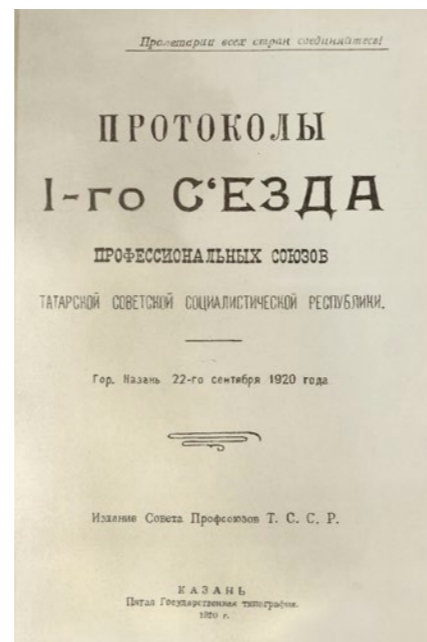 Пролетарии всех стран соединяйтесь!
ПРОТОКОЛЫ
I-го С‘ЕЗДА
ПРОФЕССИОНАЛЬНЫХ СОЮЗОВ
ТАТАРСКОЙ СОВЕТСКОЙ СОЦИАЛИСТИЧЕСКОЙ РЕСПУБЛИКИ.
Гор. Казань 22-го сентября 1920 года
Издание Совета Профсоюзов Т. С. С. Р.
КАЗАНЬ
Пятая Государственная типография.
1920 г.